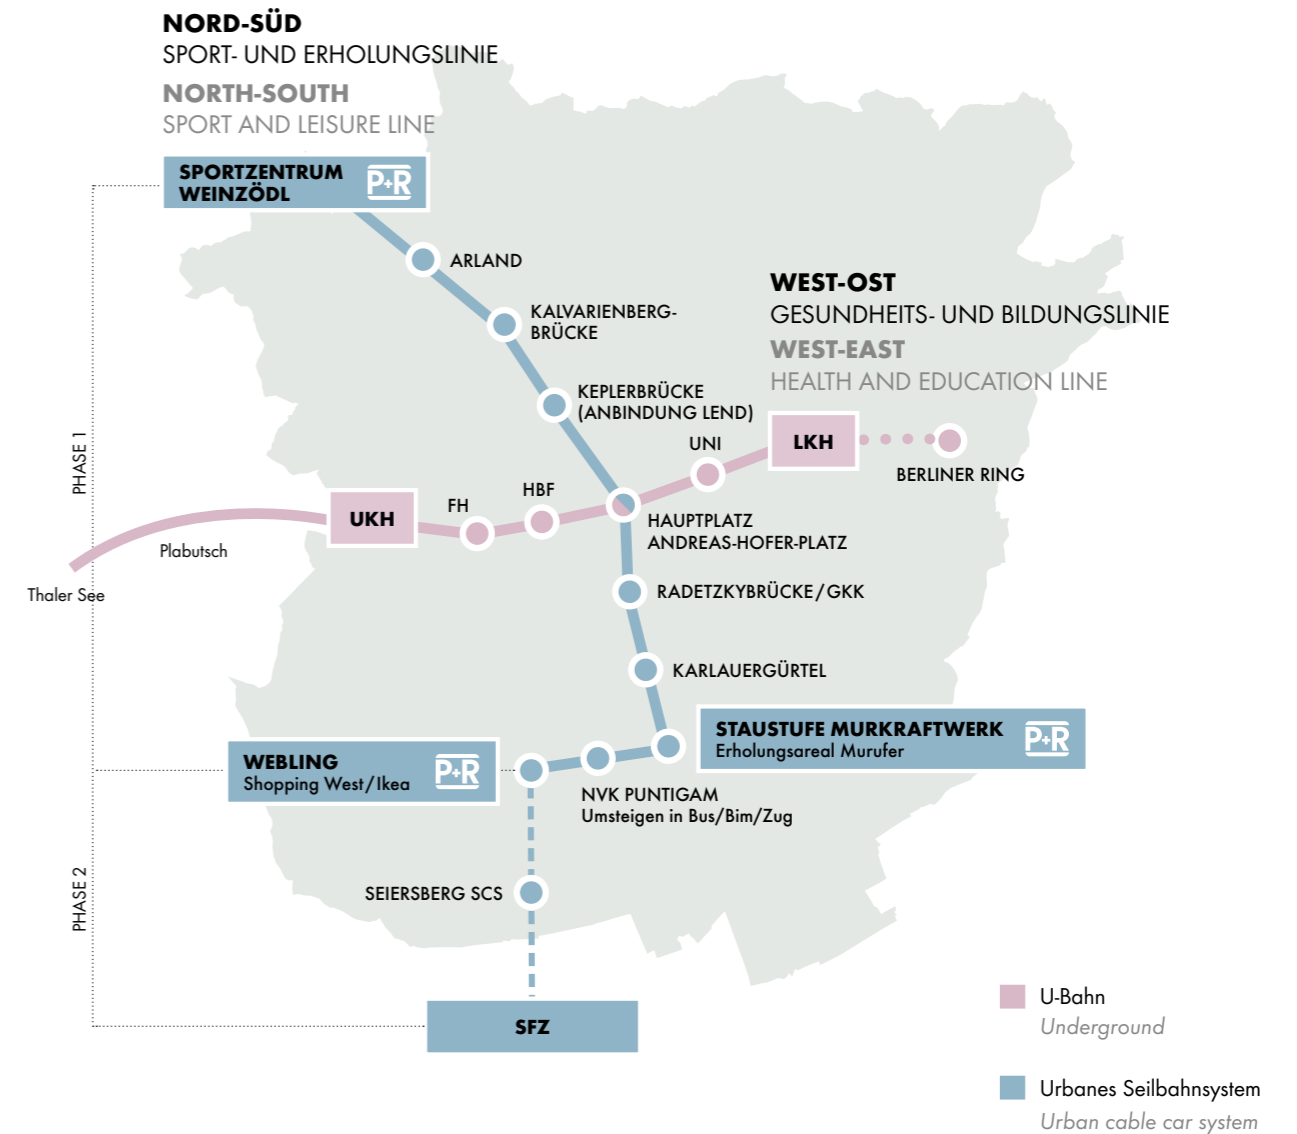 NORD-SÜD
SPORT- UND ERHOLUNGSLINIE
NORTH-SOUTH
SPORT AND LEISURE LINE
SPORTZENTRUM
WEINZÖDL
P+R
ARLAND
KALVARIENBERG-
BRÜCKE
KEPLERBRÜCKE
(ANBINDUNG LEND)
WEST-OST
GESUNDHEITS- UND BILDUNGSLINIE
WEST-EAST
HEALTH AND EDUCATION LINE
UNI
LKH
BERLINER RING
PHASE 1
HBF
FH
UKH
HAUPTPLATZ
ANDREAS-HOFER-PLATZ
Plabutsch
Thaler See
RADETZKYBRÜCKE/GKK
KARLAUERGÜRTEL
STAUSTUFE MURKRAFTWERK
Erholungsareal Murufer
P+R
WEBLING
Shopping West/Ikea
P+R
NVK PUNTIGAM
Umsteigen in Bus/Bim/Zug
PHASE 2
SEIERSBERG SCS
SFZ
U-Bahn
Underground
Urbanes Seilbahnsystem
Urban cable car system